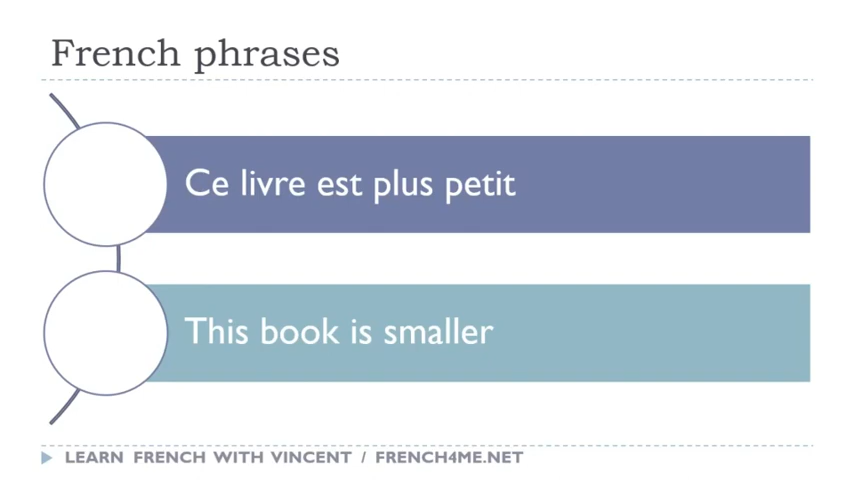 French phrases
Ce livre est plus petit
This book is smaller
LEARN FRENCH WITH VINCENT / FRENCH4ME.NET